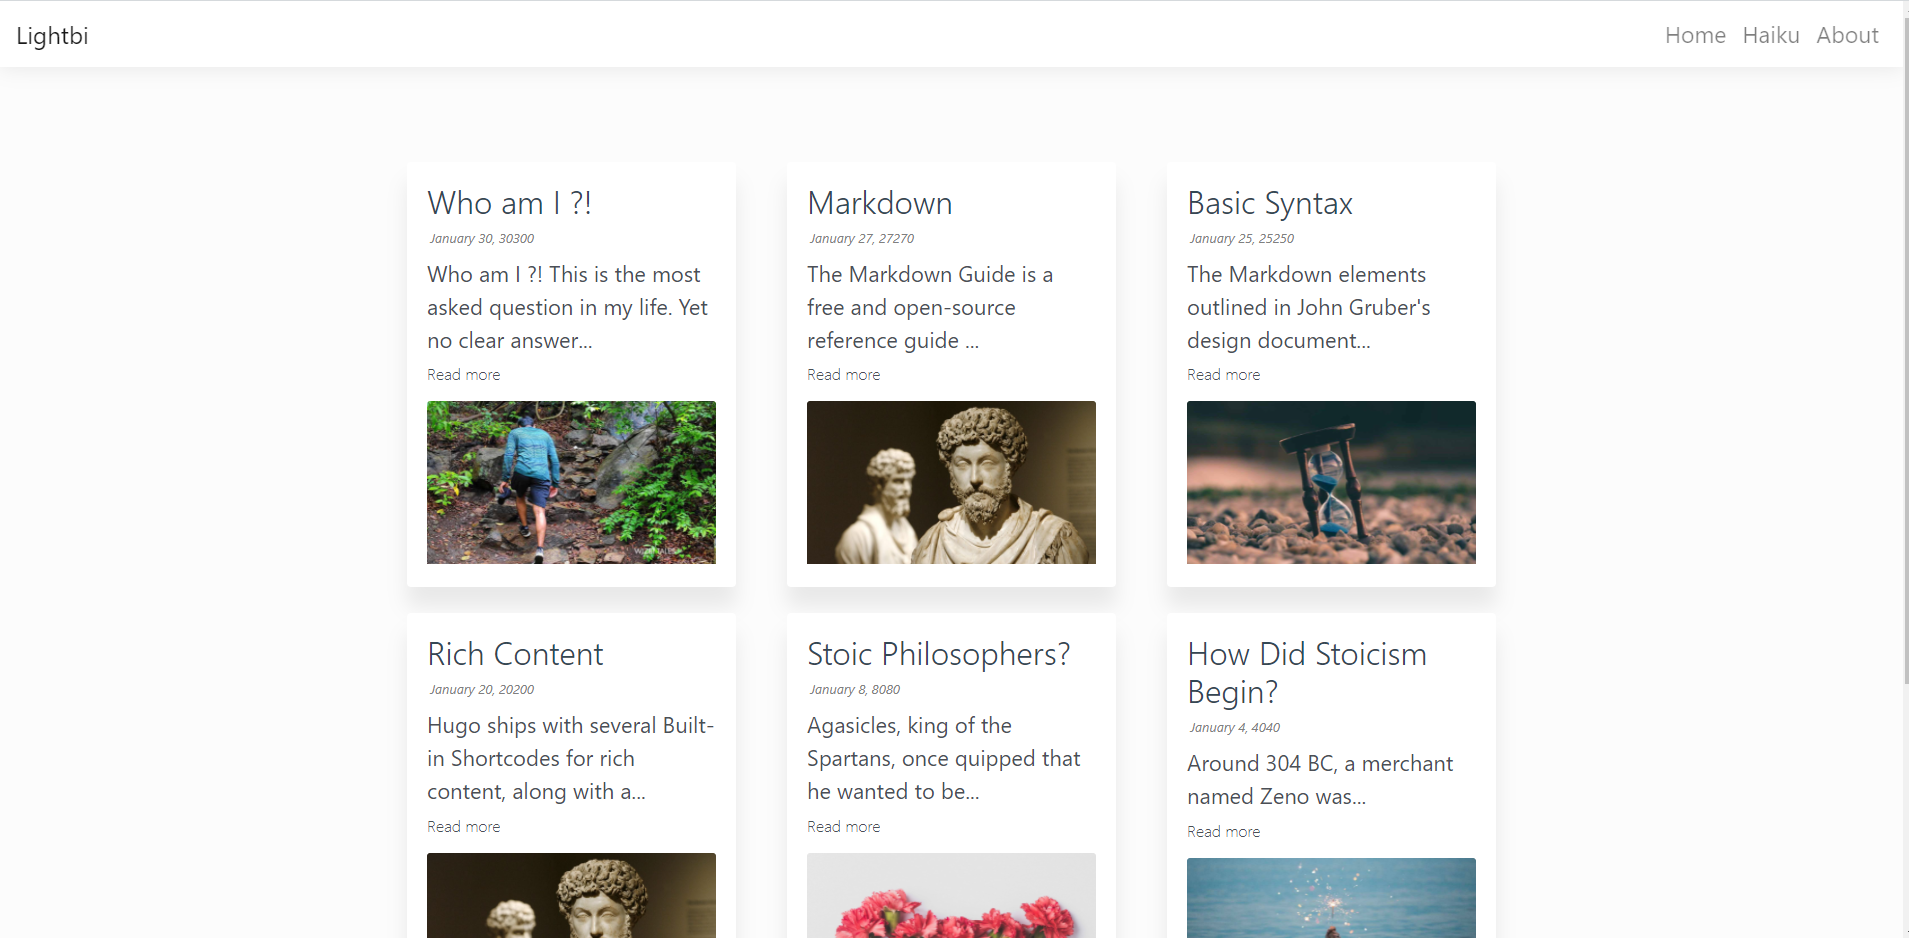 Lightbi
Home Haiku About
Who am I ?!
January 30, 30300
Who am I ?! This is the most
asked question in my life. Yet
no clear answer...
Read more
Markdown
January 27, 27270
The Markdown Guide is a
free and open-source
reference guide ...
Read more
Basic Syntax
January 25, 25250
The Markdown elements
outlined in John Gruber's
design document...
Read more
Rich Content
January 20, 20200
Hugo ships with several Built-
in Shortcodes for rich
content, along with a...
Read more
Stoic Philosophers?
January 8, 8080
Agasicles, king of the
Spartans, once quipped that
he wanted to be...
Read more
How Did Stoicism
Begin?
January 4, 4040
Around 304 BC, a merchant
named Zeno was...
Read more